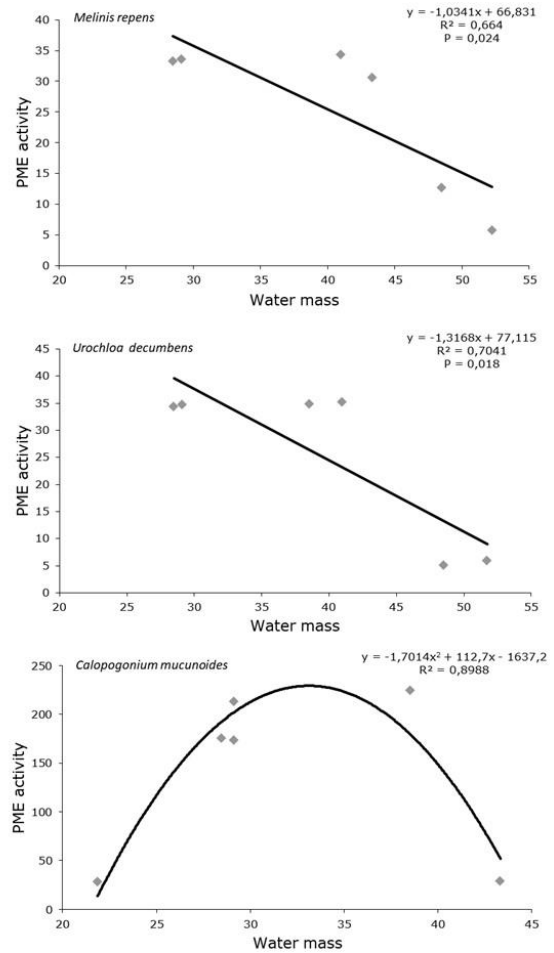 Melinis repens
y = -1,0341x + 66,831
R² = 0,664
P = 0,024
40
35
30
25
20
15
10
5
0
PME activity
20 25 30 35 40 45 50 55
Water mass
Urochloa decumbens
y = -1,3168x + 77,115
R² = 0,7041
P = 0,018
45
40
35
30
25
20
15
10
5
0
PME activity
20 25 30 35 40 45 50 55
Water mass
Calopogonium mucunoides
y = -1,7014x² + 112,7x - 1637,2
R² = 0,8988
250
200
150
100
50
0
PME activity
20 25 30 35 40 45
Water mass